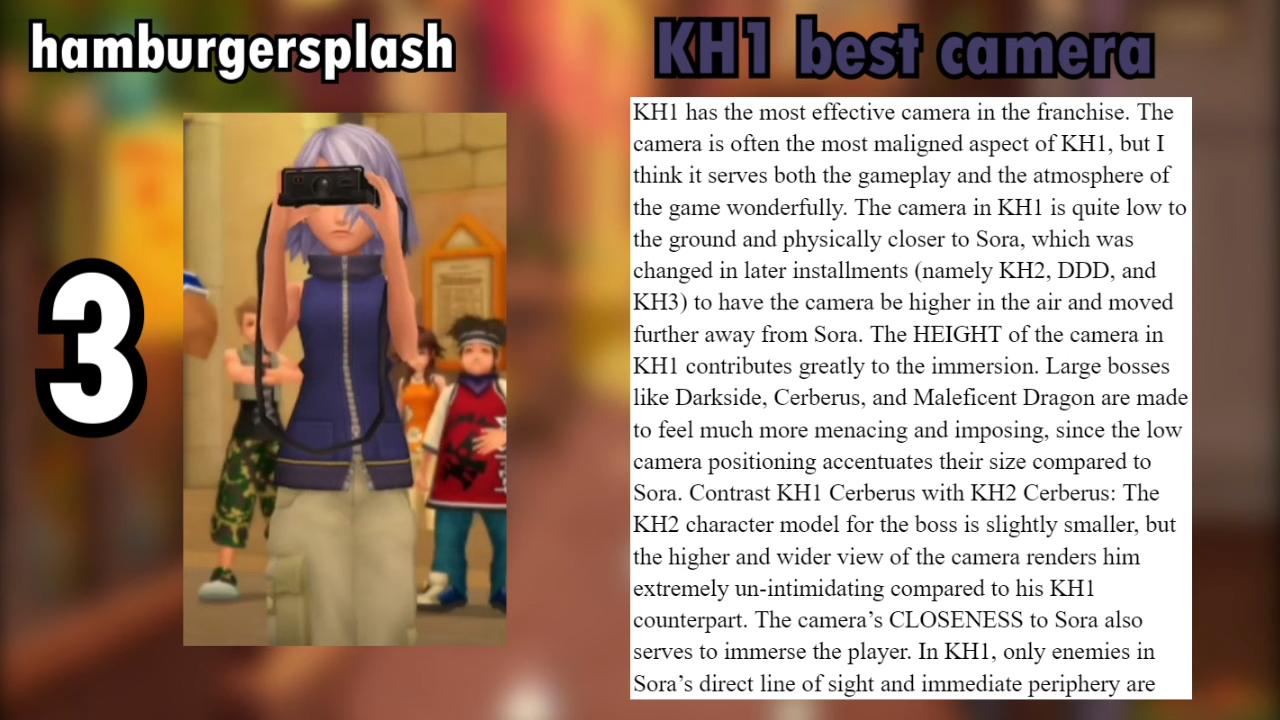 hamburgersplash
KH1 best camera
3
KH1 has the most effective camera in the franchise. The
camera is often the most maligned aspect of KH1, but I
think it serves both the gameplay and the atmosphere of
the game wonderfully. The camera in KH1 is quite low to
the ground and physically closer to Sora, which was
changed in later installments (namely KH2, DDD, and
KH3) to have the camera be higher in the air and moved
further away from Sora. The HEIGHT of the camera in
KH1 contributes greatly to the immersion. Large bosses
like Darkside, Cerberus, and Maleficent Dragon are made
to feel much more menacing and imposing, since the low
camera positioning accentuates their size compared to
Sora. Contrast KH1 Cerberus with KH2 Cerberus: The
KH2 character model for the boss is slightly smaller, but
the higher and wider view of the camera renders him
extremely un-intimidating compared to his KH1
counterpart. The camera’s CLOSENESS to Sora also
serves to immerse the player. In KH1, only enemies in
Sora’s direct line of sight and immediate periphery are